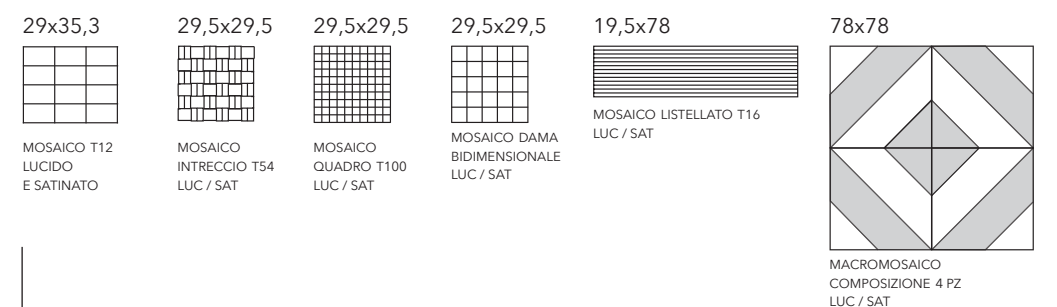 29x35,3
MOSAICO T12
LUCIDO
E SATINATO
29,5x29,5
MOSAICO
INTRECCIO T54
LUC / SAT
29,5x29,5
MOSAICO
QUADRO T100
LUC / SAT
29,5x29,5
MOSAICO DAMA
BIDIMENSIONALE
LUC / SAT
19,5x78
MOSAICO LISTELLATO T16
LUC / SAT
78x78
MACROMOSAICO
COMPOSIZIONE 4 PZ
LUC / SAT